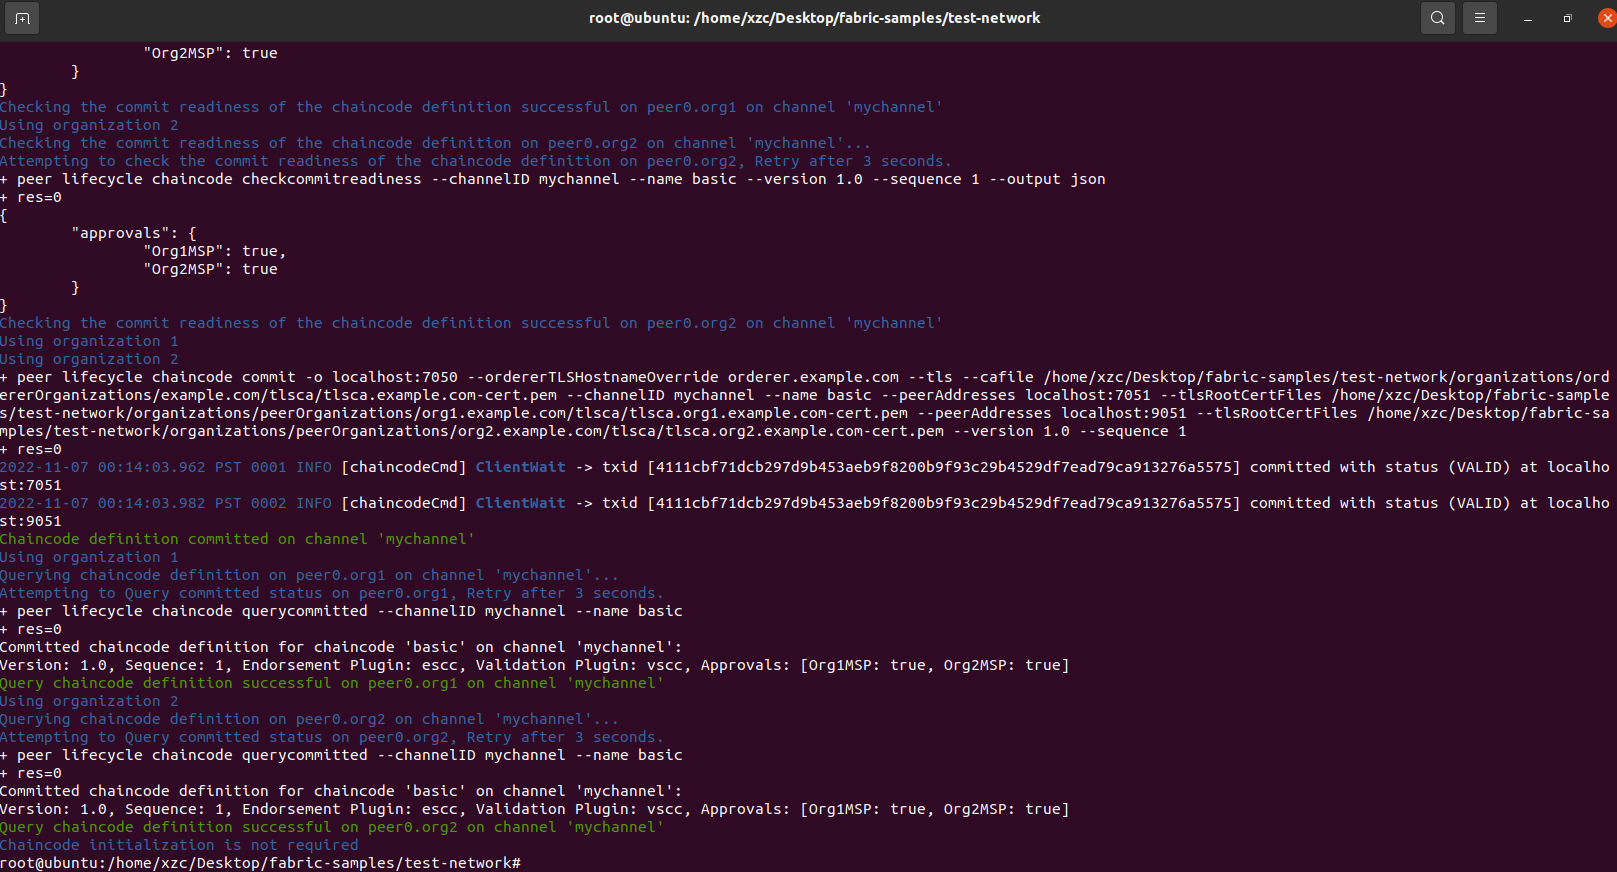 root@ubuntu: /home/xzc/Desktop/fabric-samples/test-network
"Org2MSP": true
}
}
Checking the commit readiness of the chaincode definition successful on peer0.org1 on channel 'mychannel'
Using organization 2
Checking the commit readiness of the chaincode definition on peer0.org2 on channel 'mychannel'...
Attempting to check the commit readiness of the chaincode definition on peer0.org2, Retry after 3 seconds.
+ peer lifecycle chaincode checkcommitreadiness --channelID mychannel --name basic --version 1.0 --sequence 1 --output json
+ res=0
{
"approvals": {
"Org1MSP": true,
"Org2MSP": true
}
}
Checking the commit readiness of the chaincode definition successful on peer0.org2 on channel 'mychannel'
Using organization 1
Using organization 2
+ peer lifecycle chaincode commit -o localhost:7050 --ordererTLSHostnameOverride orderer.example.com --tls --cafile /home/xzc/Desktop/fabric-samples/test-network/organizations/ord
ererOrganizations/example.com/tlsca/tlsca.example.com-cert.pem --channelID mychannel --name basic --peerAddresses localhost:7051 --tlsRootCertFiles /home/xzc/Desktop/fabric-sample
s/test-network/organizations/peerOrganizations/org1.example.com/tlsca/tlsca.org1.example.com-cert.pem --peerAddresses localhost:9051 --tlsRootCertFiles /home/xzc/Desktop/fabric-sa
mples/test-network/organizations/peerOrganizations/org2.example.com/tlsca/tlsca.org2.example.com-cert.pem --version 1.0 --sequence 1
+ res=0
2022-11-07 00:14:03.962 PST 0001 INFO [chaincodeCmd] ClientWait -> txid [4111cbf71dcb297d9b453aeb9f8200b9f93c29b4529df7ead79ca913276a5575] committed with status (VALID) at localho
st:7051
2022-11-07 00:14:03.982 PST 0002 INFO [chaincodeCmd] ClientWait -> txid [4111cbf71dcb297d9b453aeb9f8200b9f93c29b4529df7ead79ca913276a5575] committed with status (VALID) at localho
st:9051
Chaincode definition committed on channel 'mychannel'
Using organization 1
Querying chaincode definition on peer0.org1 on channel 'mychannel'...
Attempting to Query committed status on peer0.org1, Retry after 3 seconds.
+ peer lifecycle chaincode querycommitted --channelID mychannel --name basic
+ res=0
Committed chaincode definition for chaincode 'basic' on channel 'mychannel':
Version: 1.0, Sequence: 1, Endorsement Plugin: escc, Validation Plugin: vscc, Approvals: [Org1MSP: true, Org2MSP: true]
Query chaincode definition successful on peer0.org1 on channel 'mychannel'
Using organization 2
Querying chaincode definition on peer0.org2 on channel 'mychannel'...
Attempting to Query committed status on peer0.org2, Retry after 3 seconds.
+ peer lifecycle chaincode querycommitted --channelID mychannel --name basic
+ res=0
Committed chaincode definition for chaincode 'basic' on channel 'mychannel':
Version: 1.0, Sequence: 1, Endorsement Plugin: escc, Validation Plugin: vscc, Approvals: [Org1MSP: true, Org2MSP: true]
Query chaincode definition successful on peer0.org2 on channel 'mychannel'
Chaincode initialization is not required
root@ubuntu:/home/xzc/Desktop/fabric-samples/test-network#